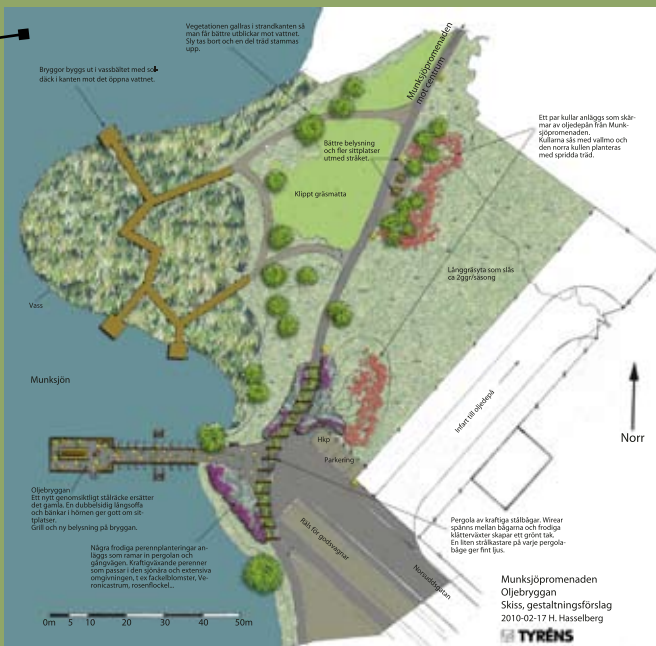 Vegetationen gallras i strandkanten så
man får bättre utblickar mot vattnet.
Sly tas bort och en del träd stammas
upp.
Bryggor byggs ut i vassbältet med sol
däck i kanten mot det öppna vattnet.
Munksjöpromenaden
mot centrum
Ett par kullar anläggs som skär-
mar av oljedepån från Munk-
sjöpromenaden.
Kullarna sås med vallmo och
den norra kullen planteras
med spridda träd.
Bättre belysning
och fler sittplatser
utmed stråket.
Klippt gräsmatta
Långgräsyta som slås
ca 2ggr/säsong
Vass
Munksjön
Infart till oljedepå
Norr
Hkp
Parkering
Oljebryggan
Ett nytt genomsiktligt stålräcke ersätter
det gamla. En dubbelsidig långsoffa
och bänkar i hörnen ger gott om sit-
tplatser.
Grill och ny belysning på bryggan.
Pergola av kraftiga stålbågar. Wirear
spänns mellan bågarna och frodiga
klätterväxter skapar ett grönt tak.
En liten strålkastare på varje pergola-
båge ger fint ljus.
Några frodiga perennplanteringar an-
läggs som ramar in pergolan och
gångvägen. Kraftigväxande perenner
som passar i den sjönära och extensiva
omgivningen, t ex fackelblomster, Ve-
ronicastrum, rosenflockel...
Räls för godsvagnar
Norsuddsgatan
0m 5 10 20 30 40 50m
Munksjöpromenaden
Oljebryggan
Skiss, gestaltningsförslag
2010-02-17 H. Hasselberg
TYRÉNS